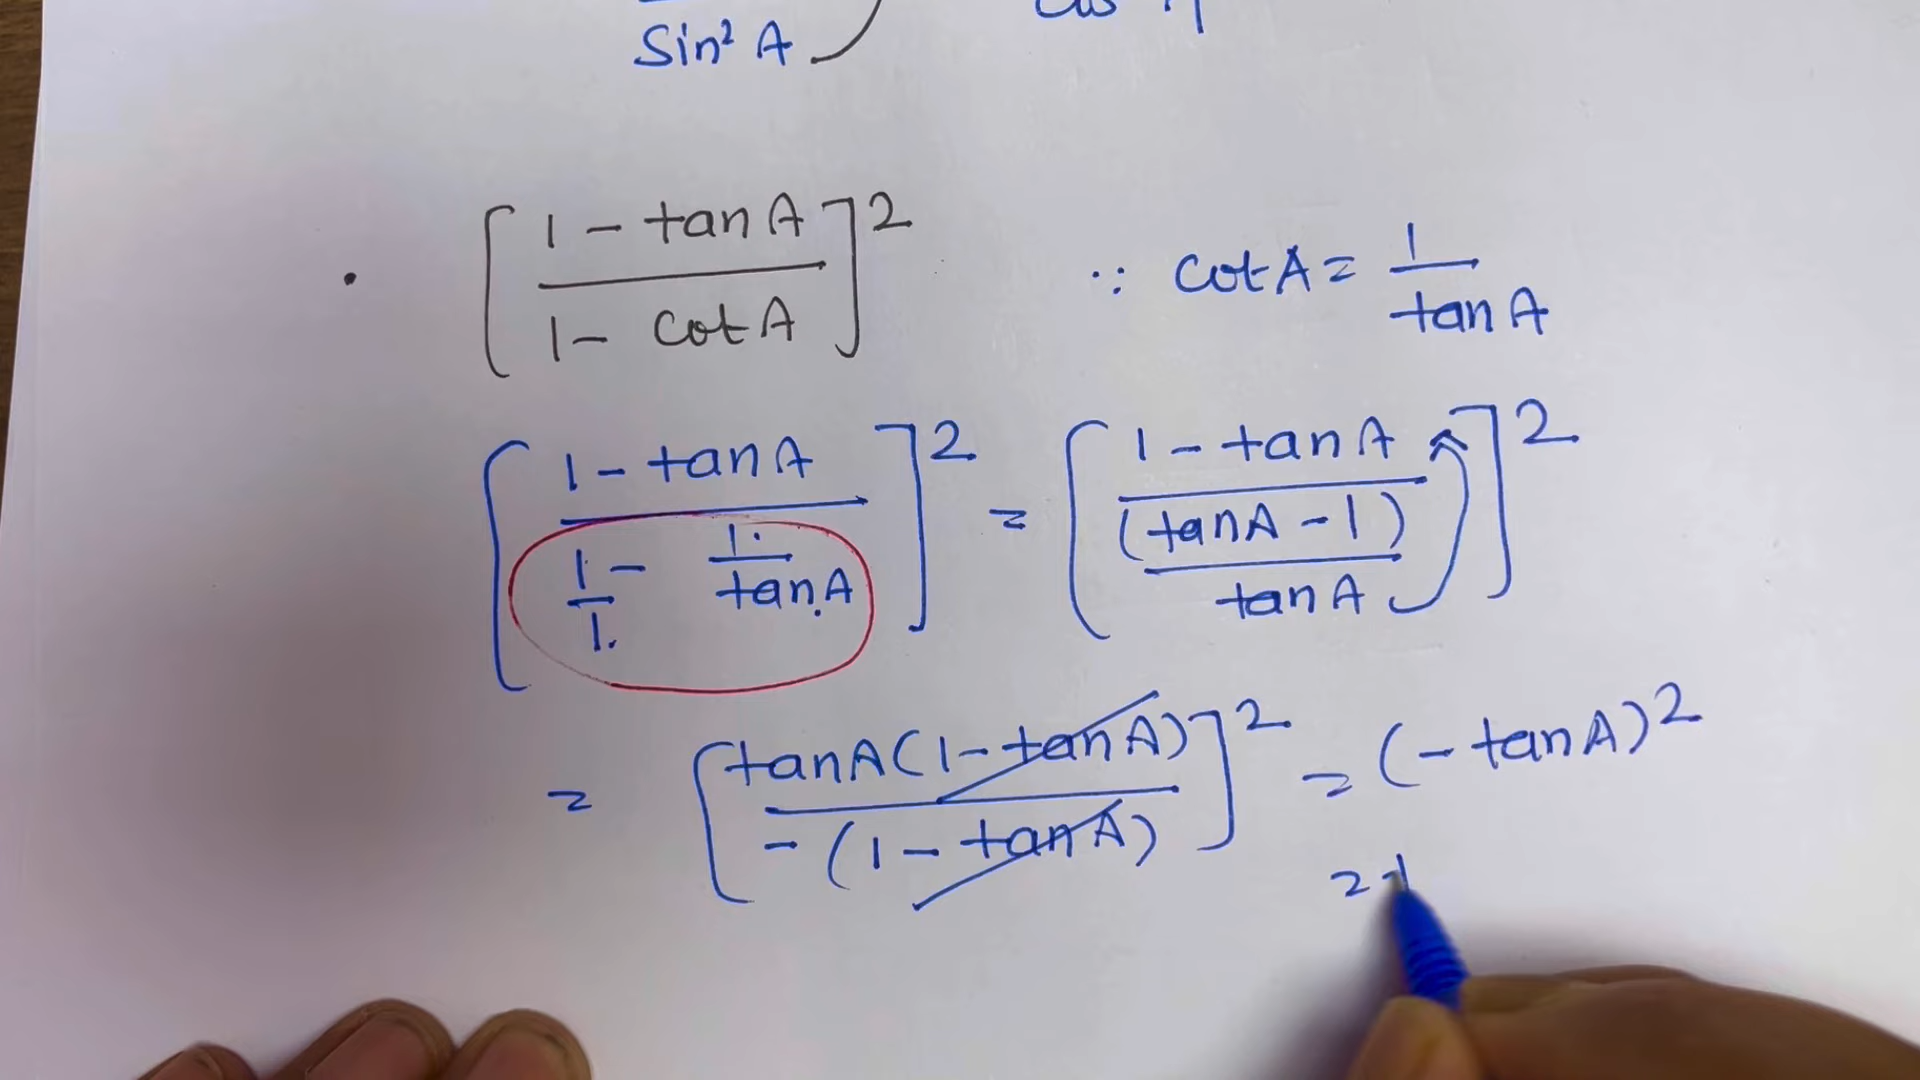 Sin² A
[ (1 - tan A) / (1 - cot A) ]²
∵ cot A = 1 / tan A
[ (1 - tan A) / (1/1 - 1/tan A) ]² = [ (1 - tan A) / ((tan A - 1) / tan A) ]²
= [ tan A (1 - tan A) / -(1 - tan A) ]² = (- tan A)²
=